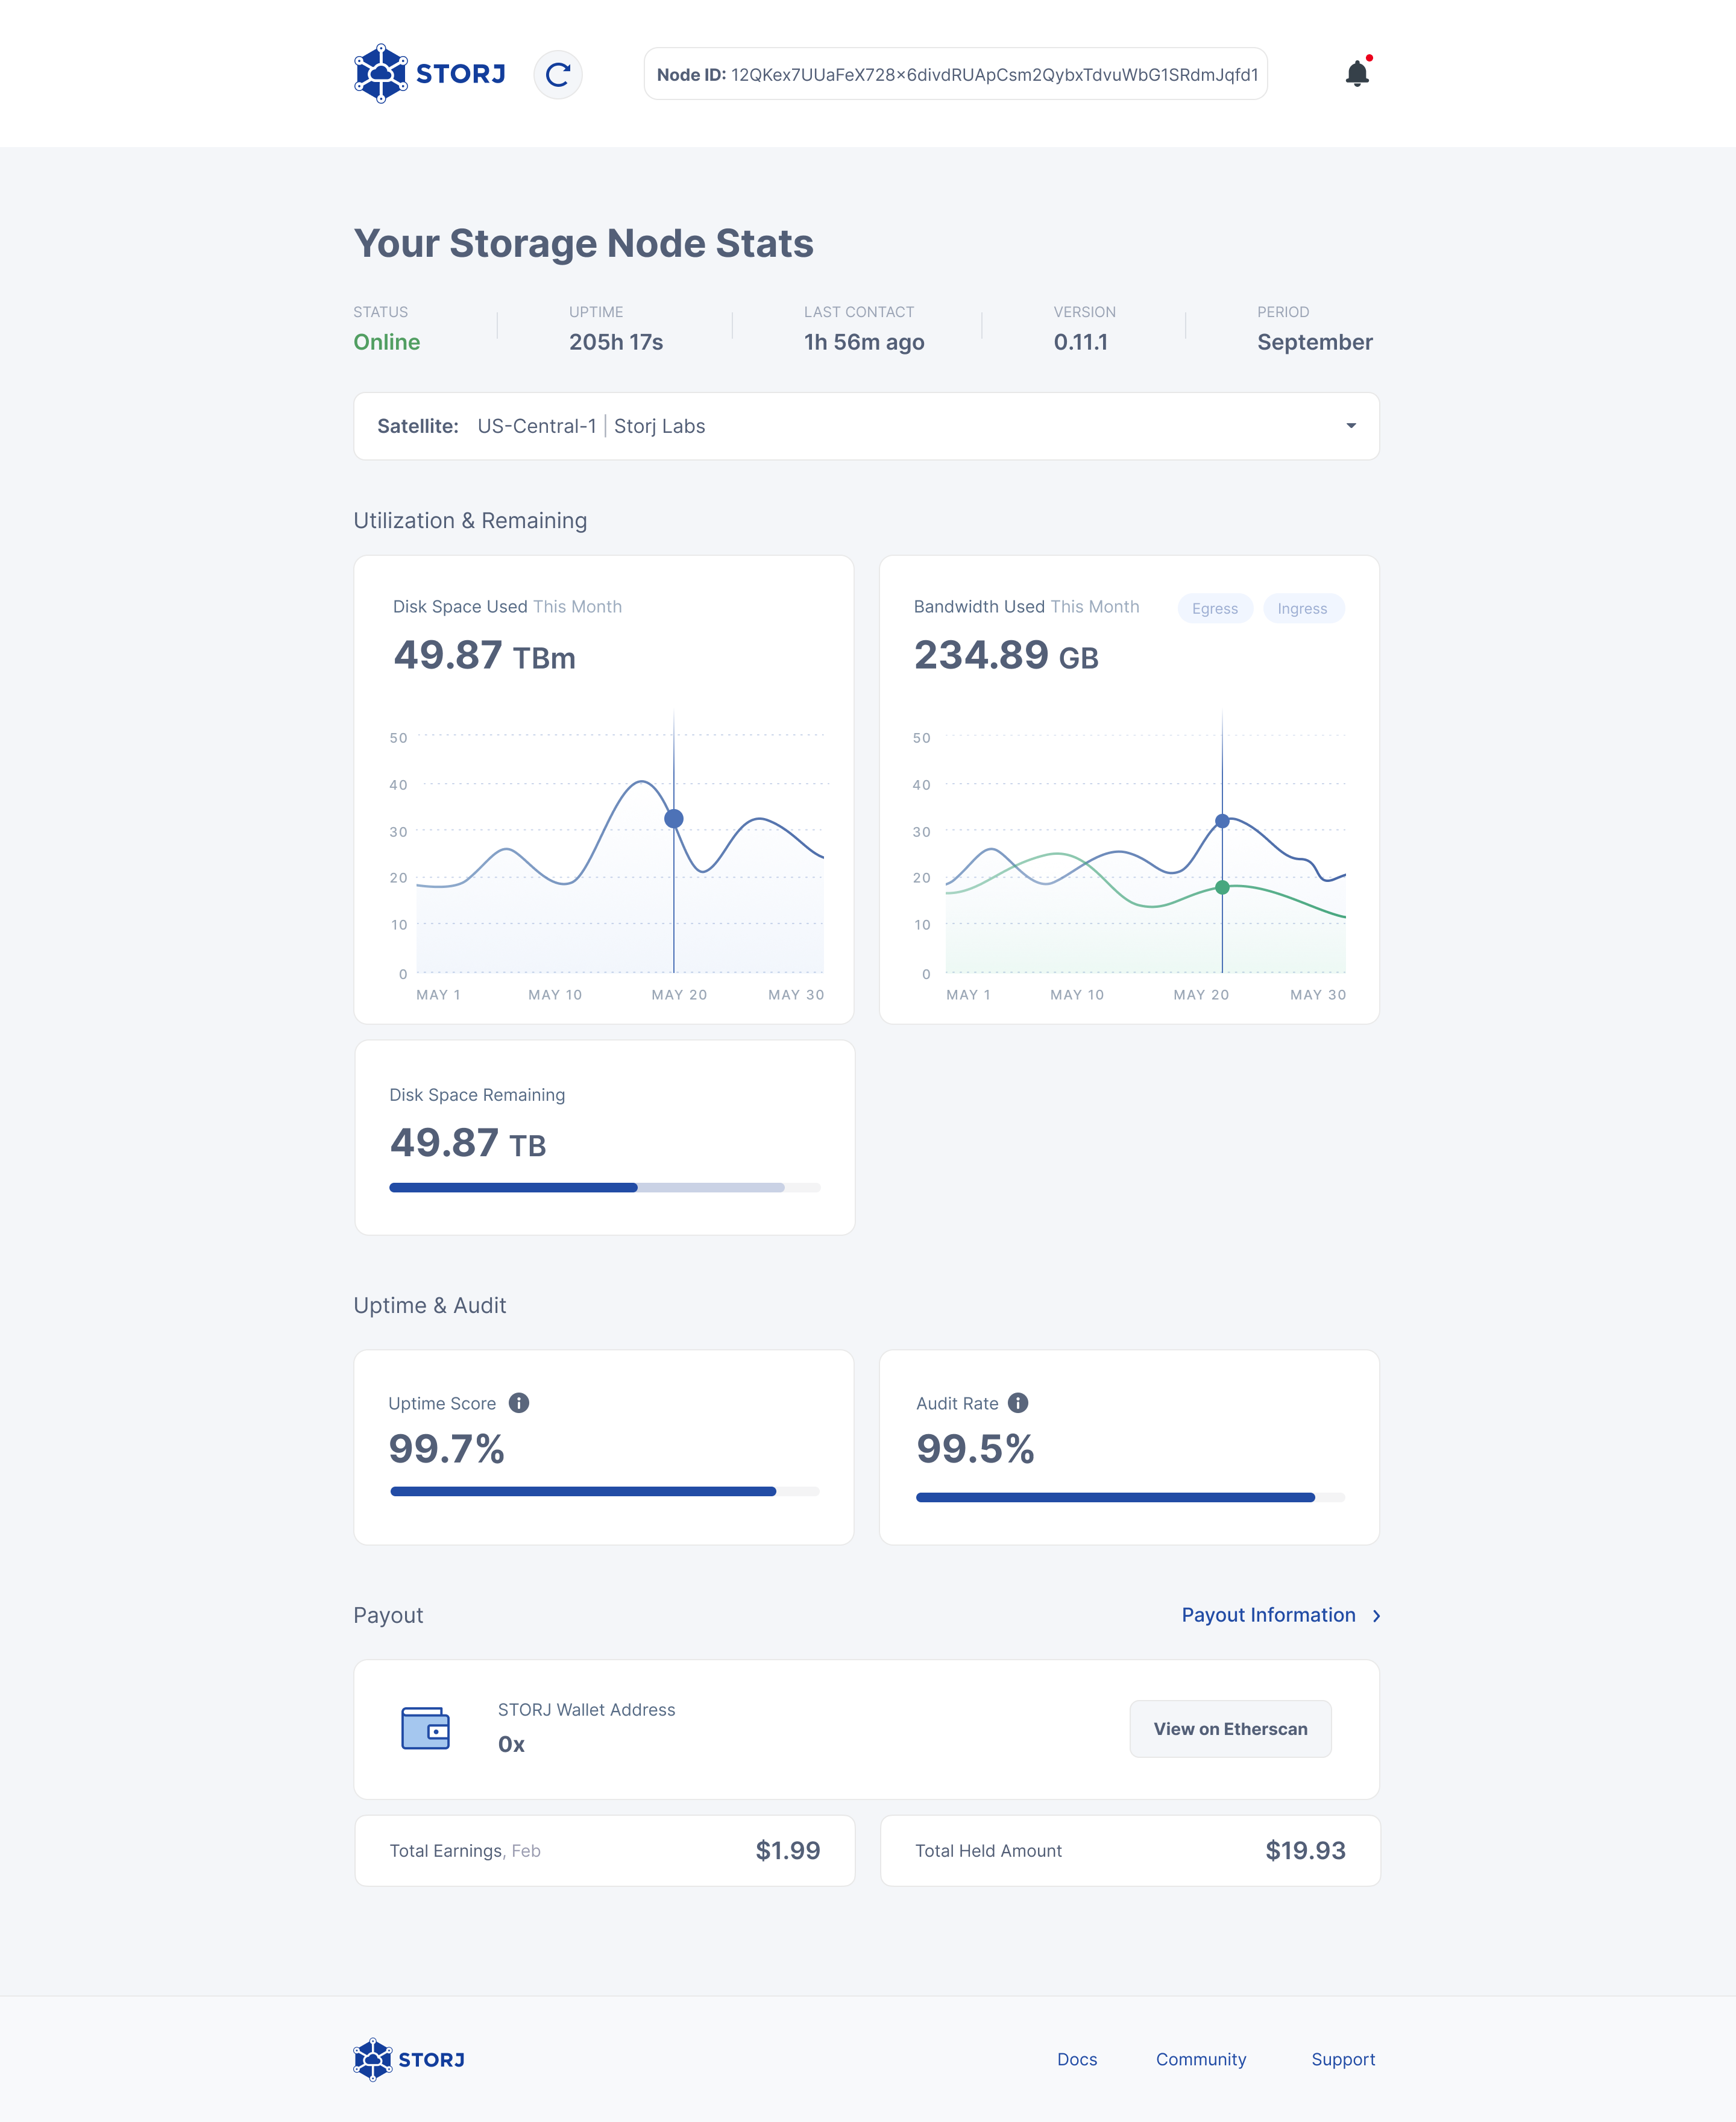 STORJ
Node ID: 12QKex7UUaFeX728x6divdRUApCsm2QybxTdvuWbG1SRdmJqfd1
Your Storage Node Stats
STATUS UPTIME LAST CONTACT VERSION PERIOD
Online 205h 17s 1h 56m ago 0.11.1 September
Satellite: US-Central-1 | Storj Labs
Utilization & Remaining
Disk Space Used This Month
49.87 TBm
50
40
30
20
10
0
MAY 1 MAY 10 MAY 20 MAY 30
Bandwidth Used This Month Egress Ingress
234.89 GB
50
40
30
20
10
0
MAY 1 MAY 10 MAY 20 MAY 30
Disk Space Remaining
49.87 TB
Uptime & Audit
Uptime Score
99.7%
Audit Rate
99.5%
Payout Payout Information
STORJ Wallet Address
0x
View on Etherscan
Total Earnings, Feb $1.99
Total Held Amount $19.93
STORJ Docs Community Support